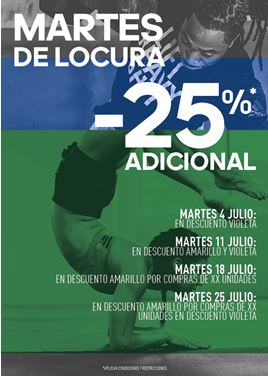 MARTES
DE LOCURA
-25%*
ADICIONAL
MARTES 4 JULIO:
EN DESCUENTO VIOLETA
MARTES 11 JULIO:
EN DESCUENTO AMARILLO Y VIOLETA
MARTES 18 JULIO:
EN DESCUENTO AMARILLO POR COMPRAS DE XX UNIDADES
MARTES 25 JULIO:
EN DESCUENTO AMARILLO POR COMPRAS DE XX
UNIDADES EN DESCUENTO VIOLETA
*APLICAN CONDICIONES Y RESTRICCIONES.